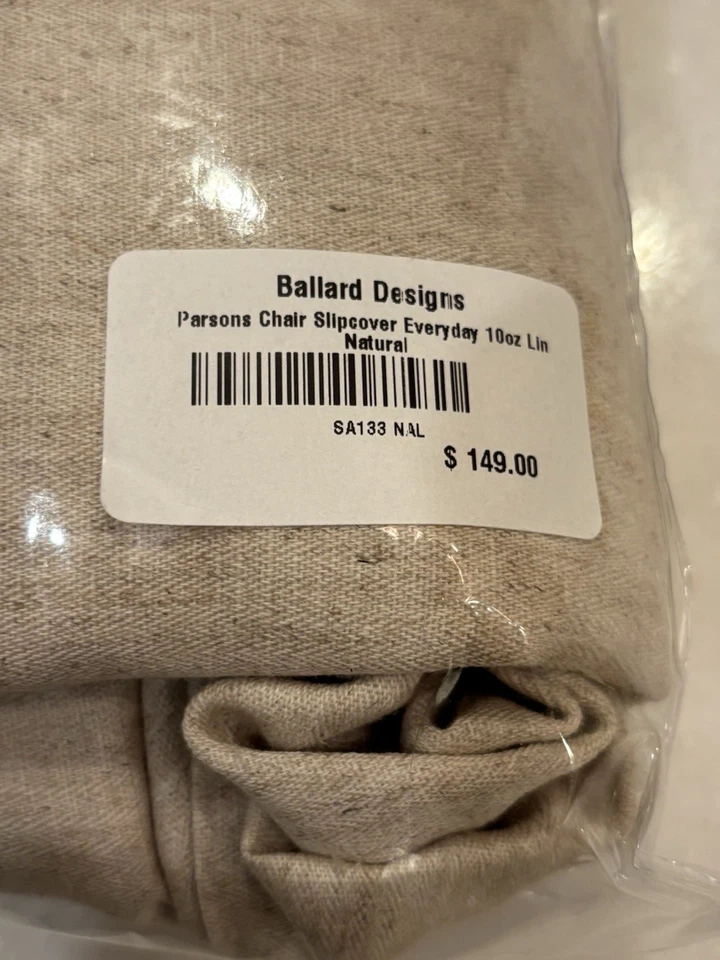 Ballard Designs
Parsons Chair Slipcover Everyday 10oz Lin
Natural
SA133 NAL
$ 149.00